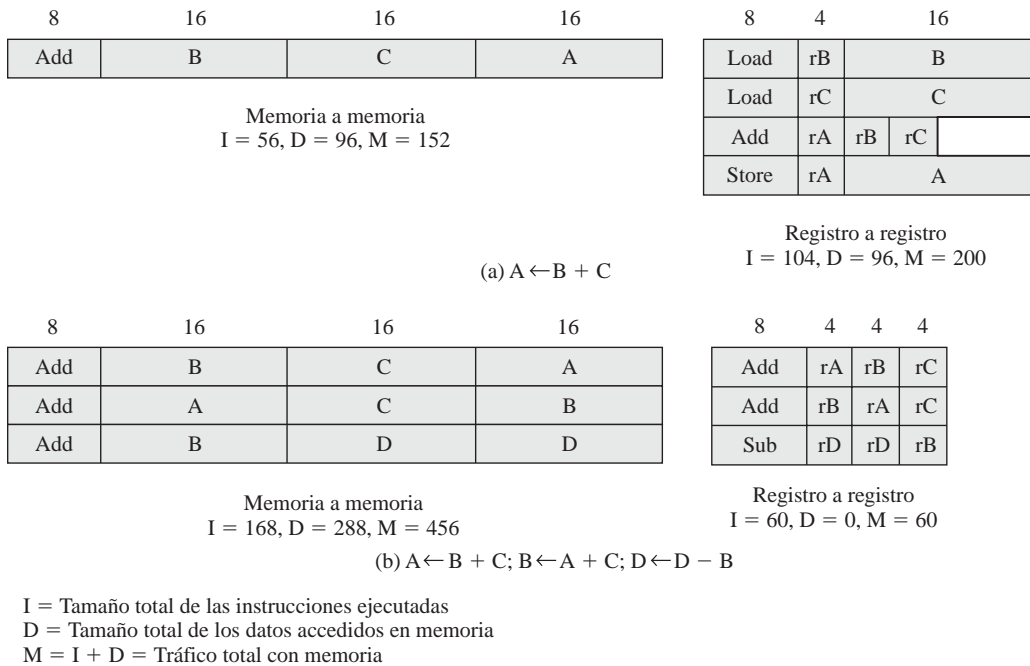 8 16 16 16
Add B C A
Memoria a memoria
I = 56, D = 96, M = 152
8 4 16
Load rB B
Load rC C
Add rA rB rC
Store rA A
Registro a registro
I = 104, D = 96, M = 200
(a) A ← B + C
8 16 16 16
Add B C A
Add A C B
Add B D D
Memoria a memoria
I = 168, D = 288, M = 456
8 4 4 4
Add rA rB rC
Add rB rA rC
Sub rD rD rB
Registro a registro
I = 60, D = 0, M = 60
(b) A ← B + C; B ← A + C; D ← D − B
I = Tamaño total de las instrucciones ejecutadas
D = Tamaño total de los datos accedidos en memoria
M = I + D = Tráfico total con memoria